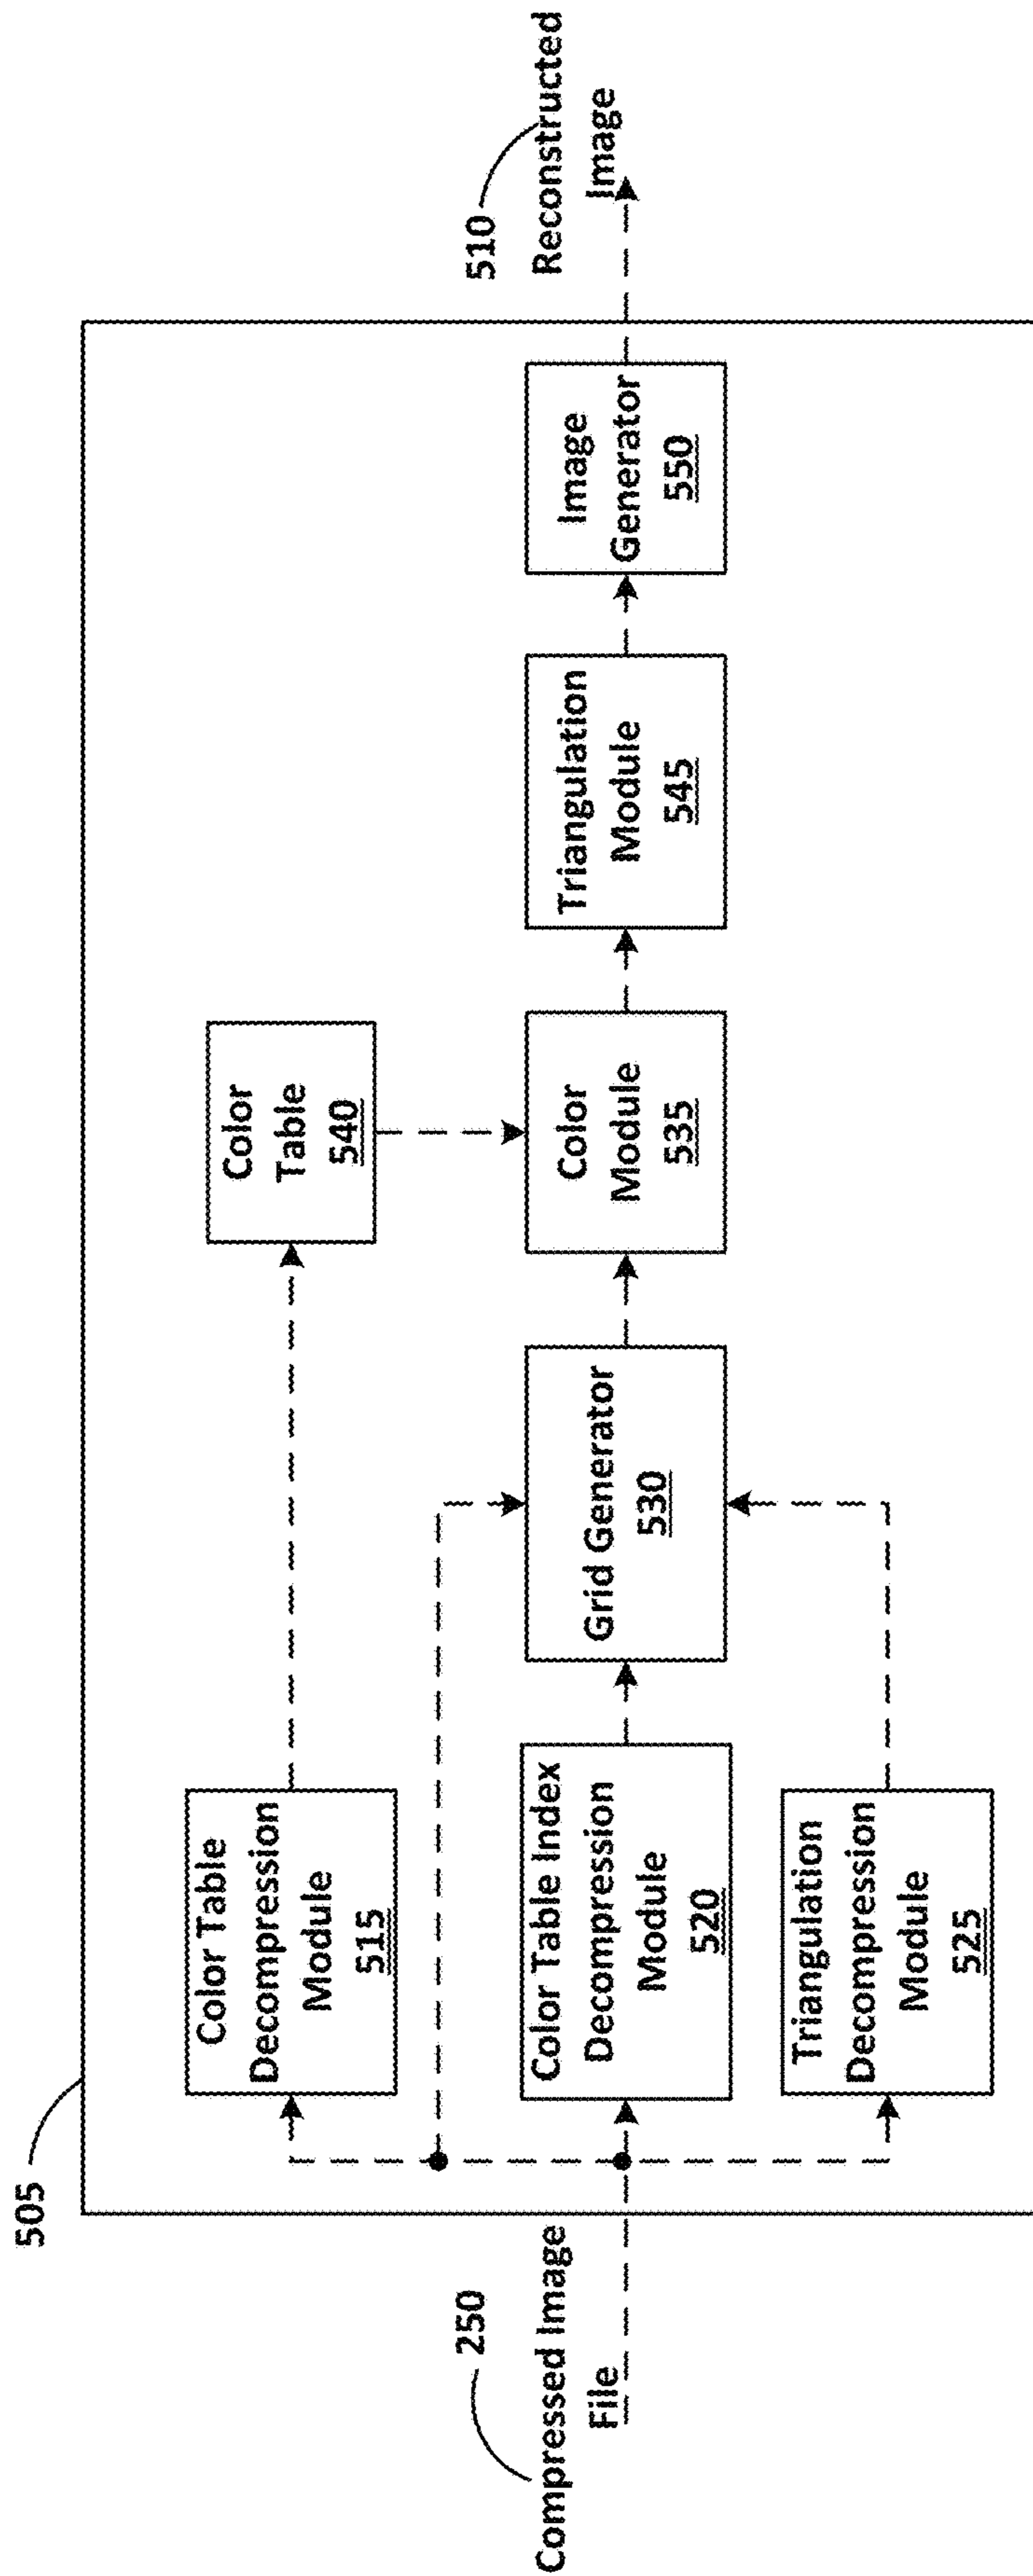 505
250
Compressed Image
File
Color Table
Decompression
Module
515
Color Table Index
Decompression
Module
520
Triangulation
Decompression
Module
525
Grid Generator
530
Color
Table
540
Color
Module
535
Triangulation
Module
545
Image
Generator
550
510
Reconstructed
Image